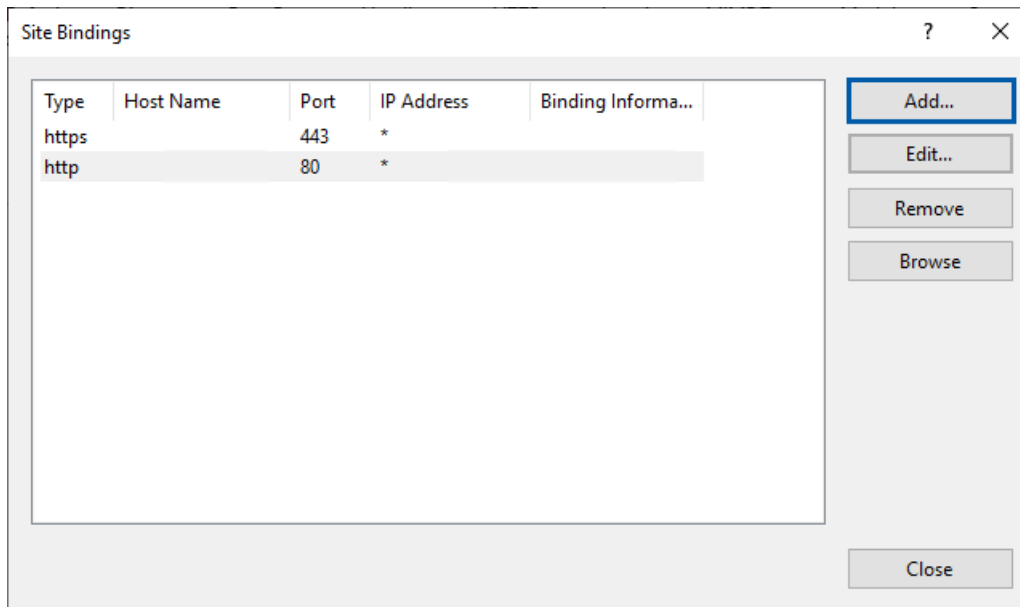 Site Bindings ? ×
Type Host Name Port IP Address Binding Informa...
https 443 *
http 80 *
Add...
Edit...
Remove
Browse
Close